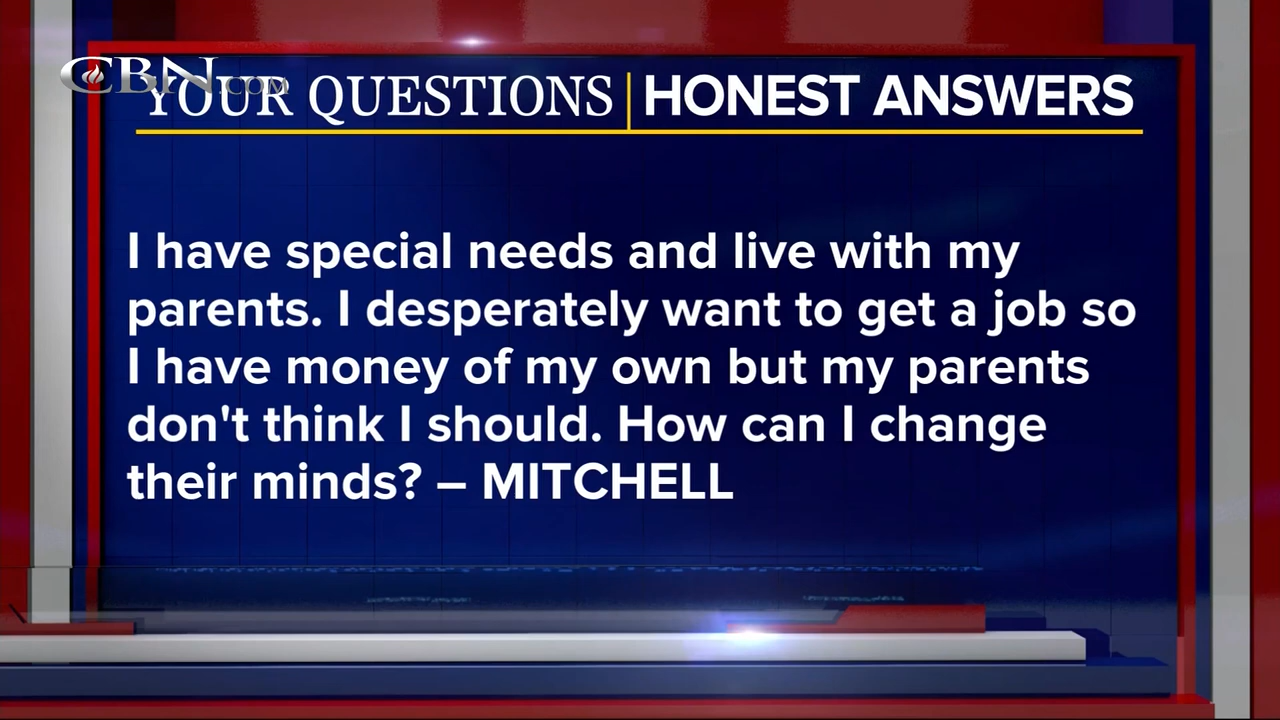 CBN.COM
YOUR QUESTIONS | HONEST ANSWERS
I have special needs and live with my
parents. I desperately want to get a job so
I have money of my own but my parents
don't think I should. How can I change
their minds? – MITCHELL